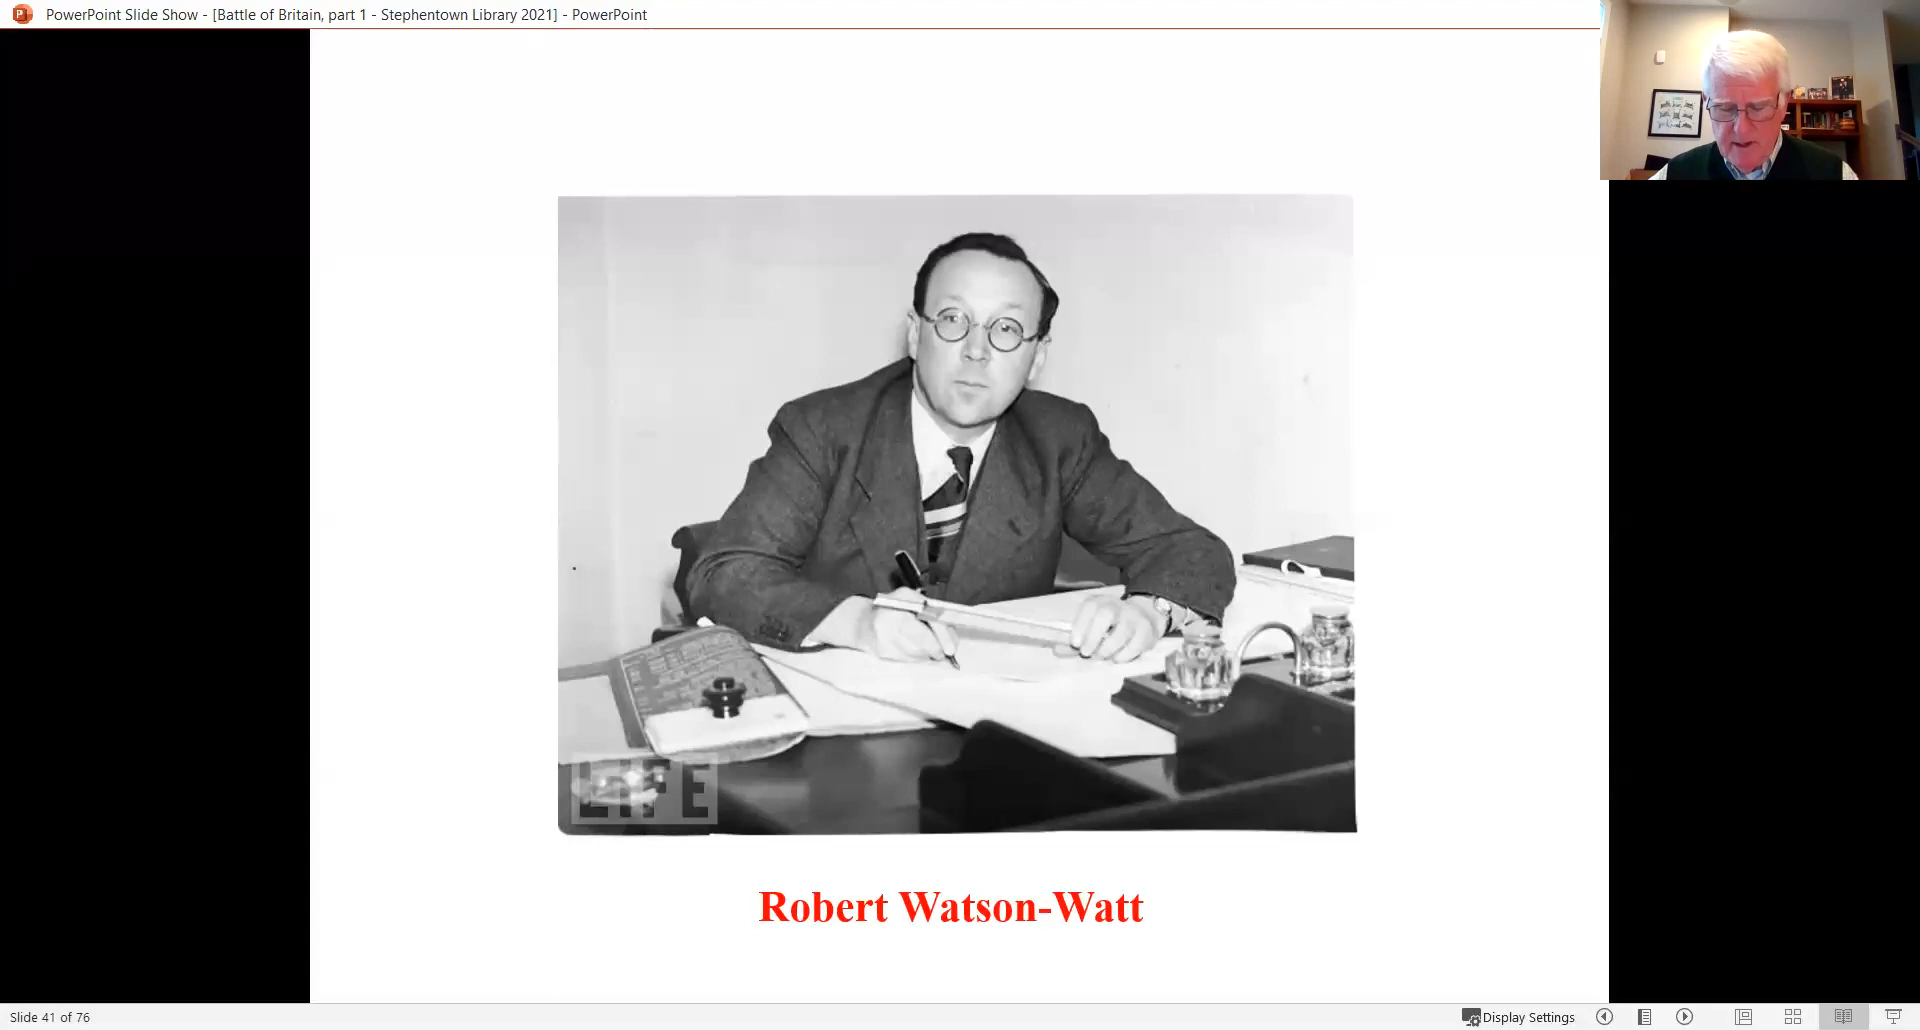 PowerPoint Slide Show - [Battle of Britain, part 1 - Stephentown Library 2021] - PowerPoint
LIFE
Robert Watson-Watt
Slide 41 of 76
Display Settings